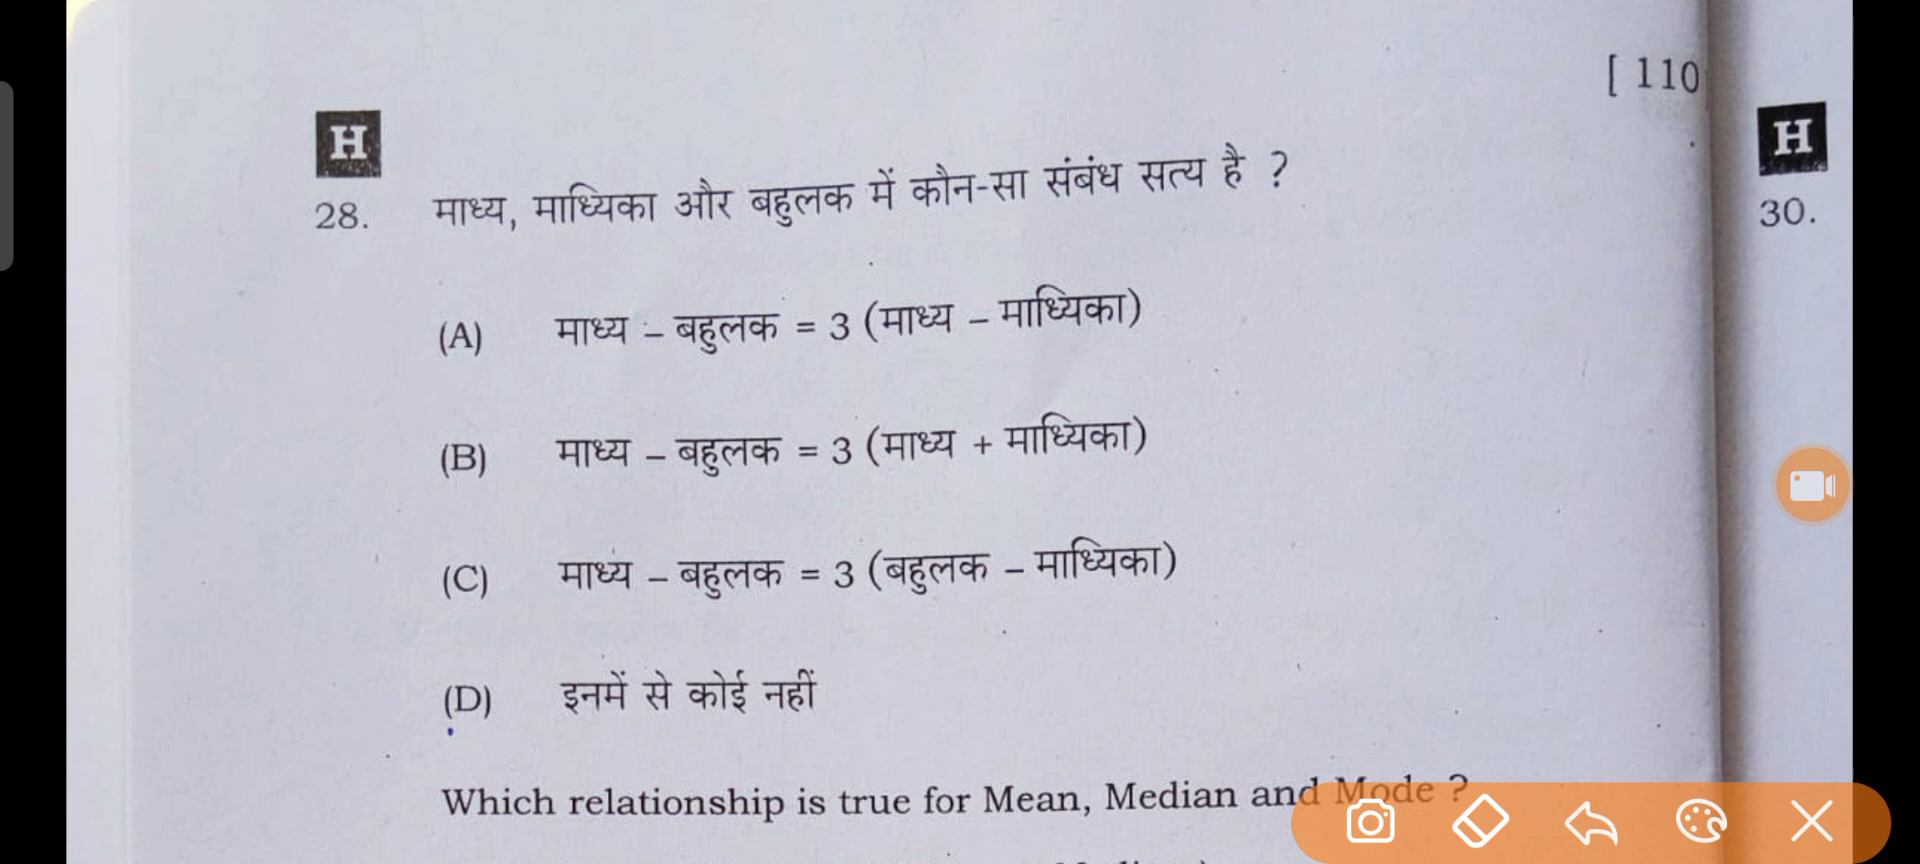 [ 110
H
28. माध्य, माध्यिका और बहुलक में कौन-सा संबंध सत्य है ?
(A) माध्य – बहुलक = 3 (माध्य – माध्यिका)
(B) माध्य – बहुलक = 3 (माध्य + माध्यिका)
(C) माध्य – बहुलक = 3 (बहुलक – माध्यिका)
(D) इनमें से कोई नहीं
Which relationship is true for Mean, Median and Mode ?
H
30.